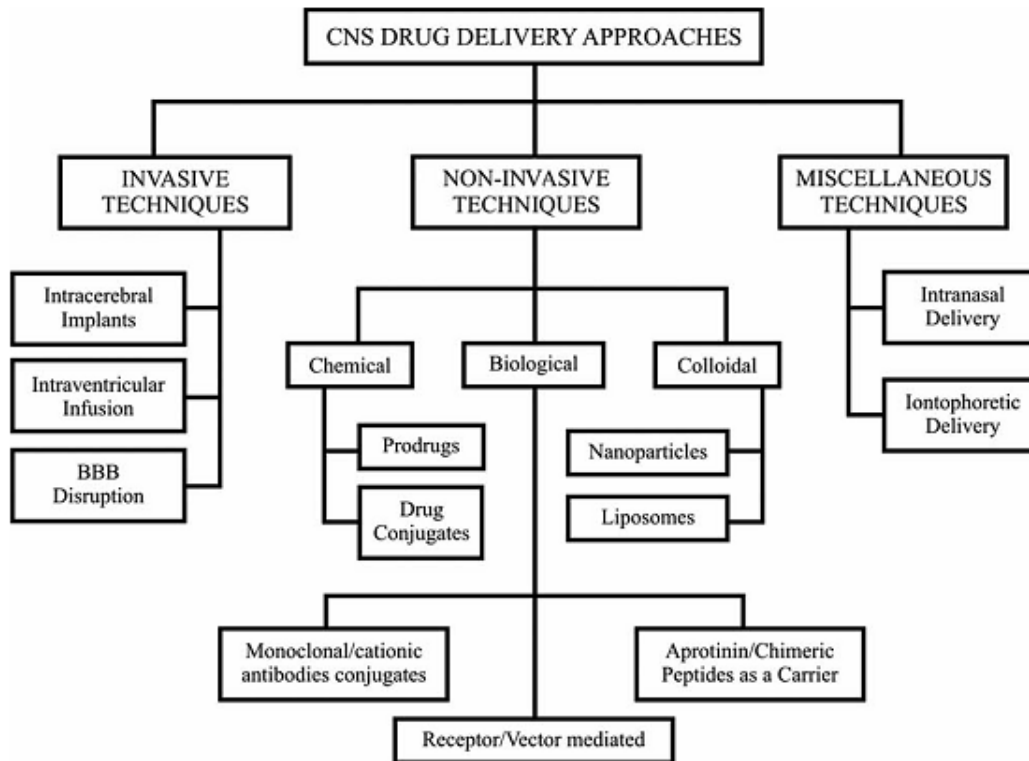 CNS DRUG DELIVERY APPROACHES
INVASIVE
TECHNIQUES
NON-INVASIVE
TECHNIQUES
MISCELLANEOUS
TECHNIQUES
Intracerebral
Implants
Intraventricular
Infusion
BBB
Disruption
Chemical
Biological
Colloidal
Prodrugs
Drug
Conjugates
Nanoparticles
Liposomes
Intranasal
Delivery
Iontophoretic
Delivery
Monoclonal/cationic
antibodies conjugates
Aprotinin/Chimeric
Peptides as a Carrier
Receptor/Vector mediated